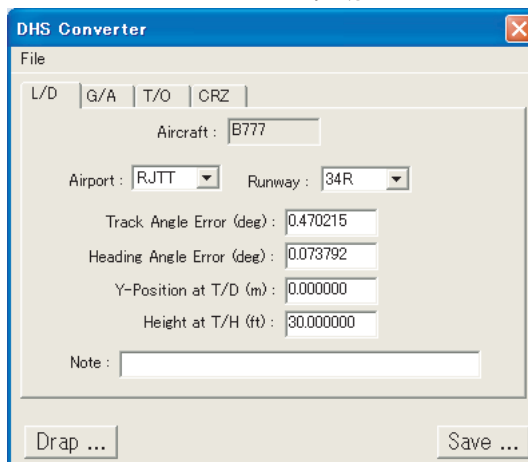 DHS Converter
File
L/D G/A T/O CRZ
Aircraft : B777
Airport : RJTT Runway : 34R
Track Angle Error (deg) : 0.470215
Heading Angle Error (deg) : 0.073792
Y-Position at T/D (m) : 0.000000
Height at T/H (ft) : 30.000000
Note :
Drap ... Save ...